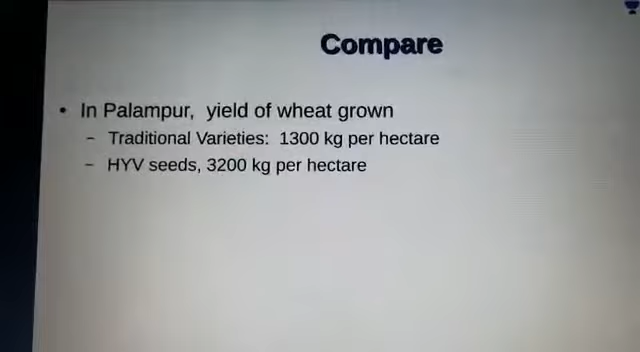 Compare
• In Palampur, yield of wheat grown
– Traditional Varieties: 1300 kg per hectare
– HYV seeds, 3200 kg per hectare